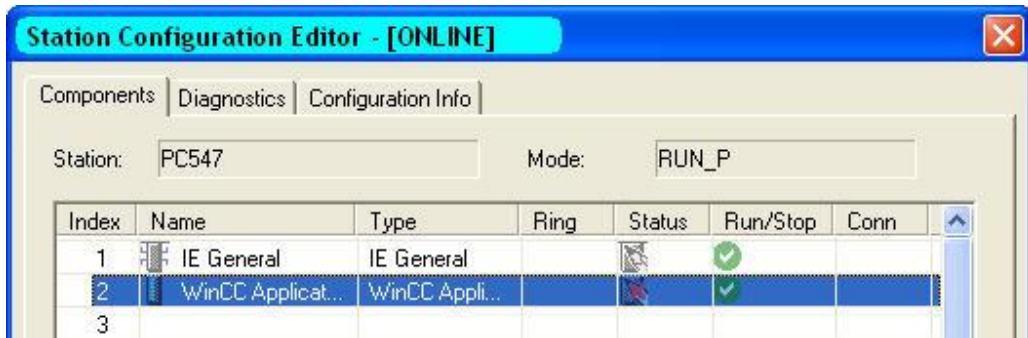 Station Configuration Editor - [ONLINE]
Components Diagnostics Configuration Info
Station: PC547 Mode: RUN_P
Index Name Type Ring Status Run/Stop Conn
1 IE General IE General
2 WinCC Applicat... WinCC Appli...
3